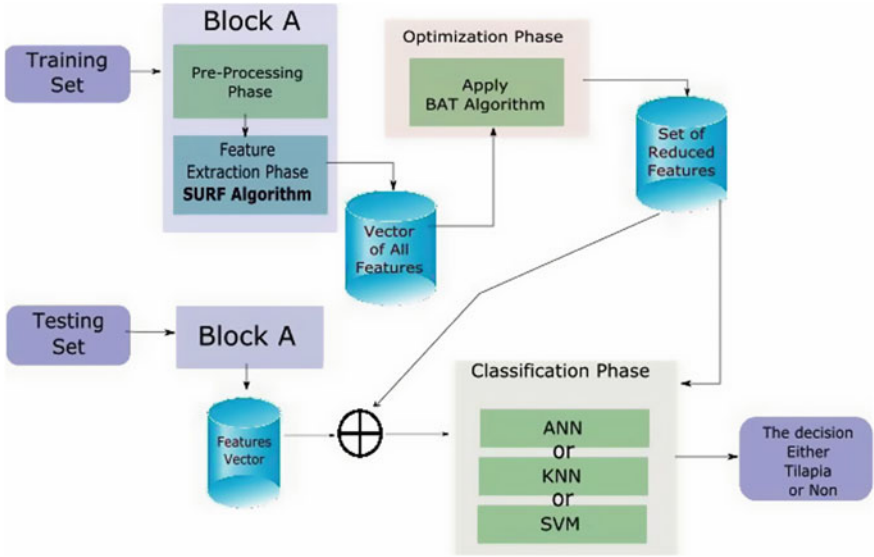 Block A
Training
Set
Pre-Processing
Phase
Feature
Extraction Phase
SURF Algorithm
Vector
of All
Features
Optimization Phase
Apply
BAT Algorithm
Set of
Reduced
Features
Testing
Set
Block A
Features
Vector
Classification Phase
ANN
or
KNN
or
SVM
The decision
Either
Tilapia
or Non